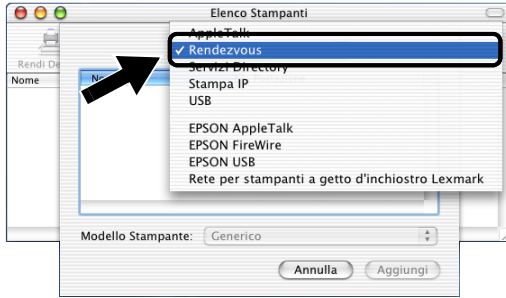 Elenco Stampanti
AppleTalk
Rendi De
✓ Rendezvous
Servizi Directory
Nome
Stampa IP
USB
EPSON AppleTalk
EPSON FireWire
EPSON USB
Rete per stampanti a getto d'inchiostro Lexmark
Modello Stampante: Generico
Annulla
Aggiungi